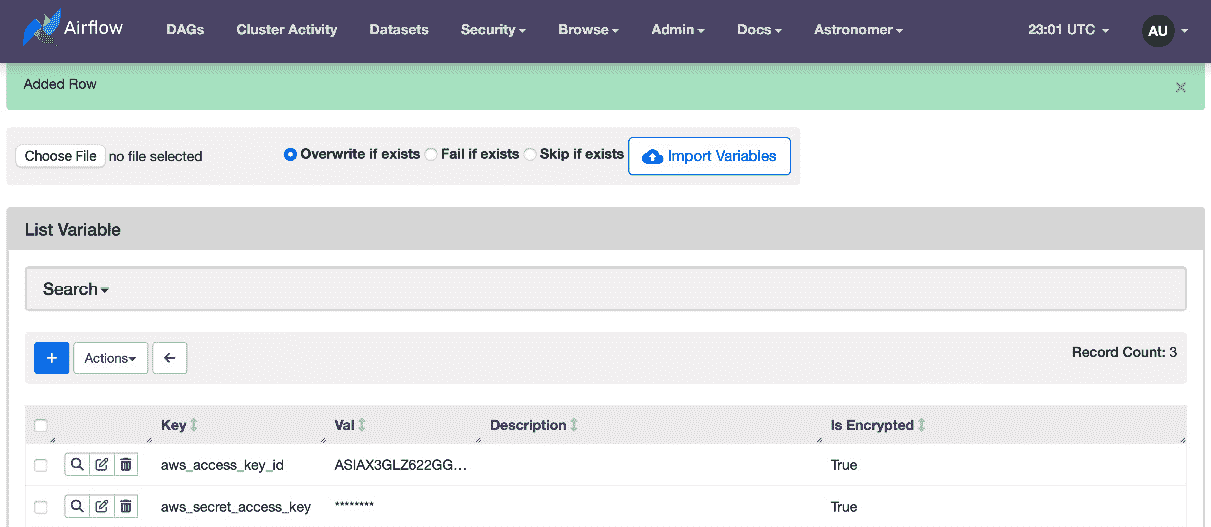 Airflow DAGs Cluster Activity Datasets Security Browse Admin Docs Astronomer 23:01 UTC AU
Added Row ×
Choose File no file selected Overwrite if exists Fail if exists Skip if exists Import Variables
List Variable
Search
+ Actions Record Count: 3
Key Val Description Is Encrypted
aws_access_key_id ASIAX3GLZ622GG... True
aws_secret_access_key ******** True